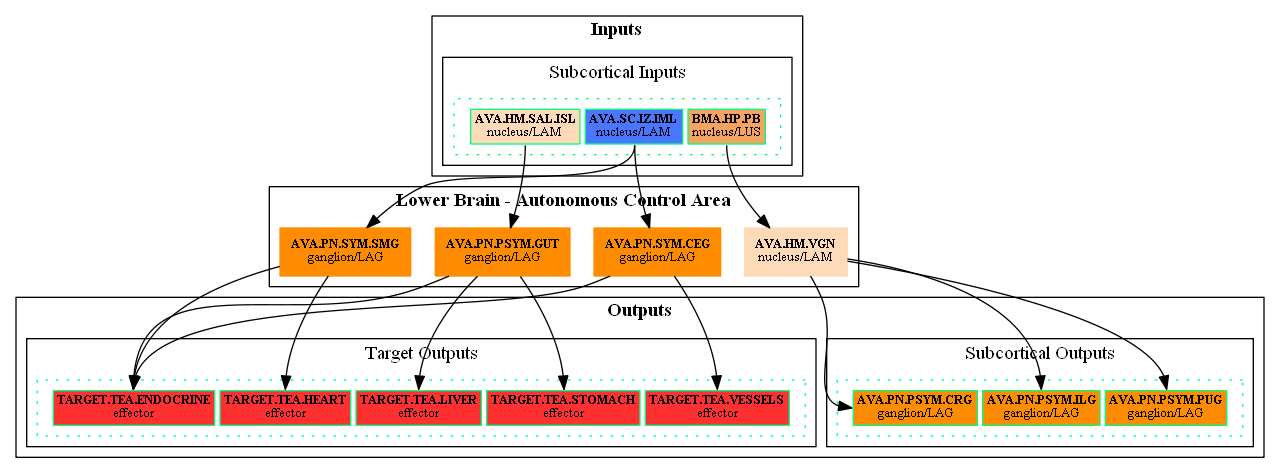 Inputs
Subcortical Inputs
AVA.HM.SAL.ISL
nucleus/LAM
AVA.SC.IZ.IML
nucleus/LAM
BMA.HP.PB
nucleus/LUS
Lower Brain - Autonomous Control Area
AVA.PN.SYM.SMG
ganglion/LAG
AVA.PN.PSYM.GUT
ganglion/LAG
AVA.PN.SYM.CEG
ganglion/LAG
AVA.HM.VGN
nucleus/LAM
Outputs
Target Outputs
TARGET.TEA.ENDOCRINE
effector
TARGET.TEA.HEART
effector
TARGET.TEA.LIVER
effector
TARGET.TEA.STOMACH
effector
TARGET.TEA.VESSELS
effector
Subcortical Outputs
AVA.PN.PSYM.CRG
ganglion/LAG
AVA.PN.PSYM.ILG
ganglion/LAG
AVA.PN.PSYM.PUG
ganglion/LAG